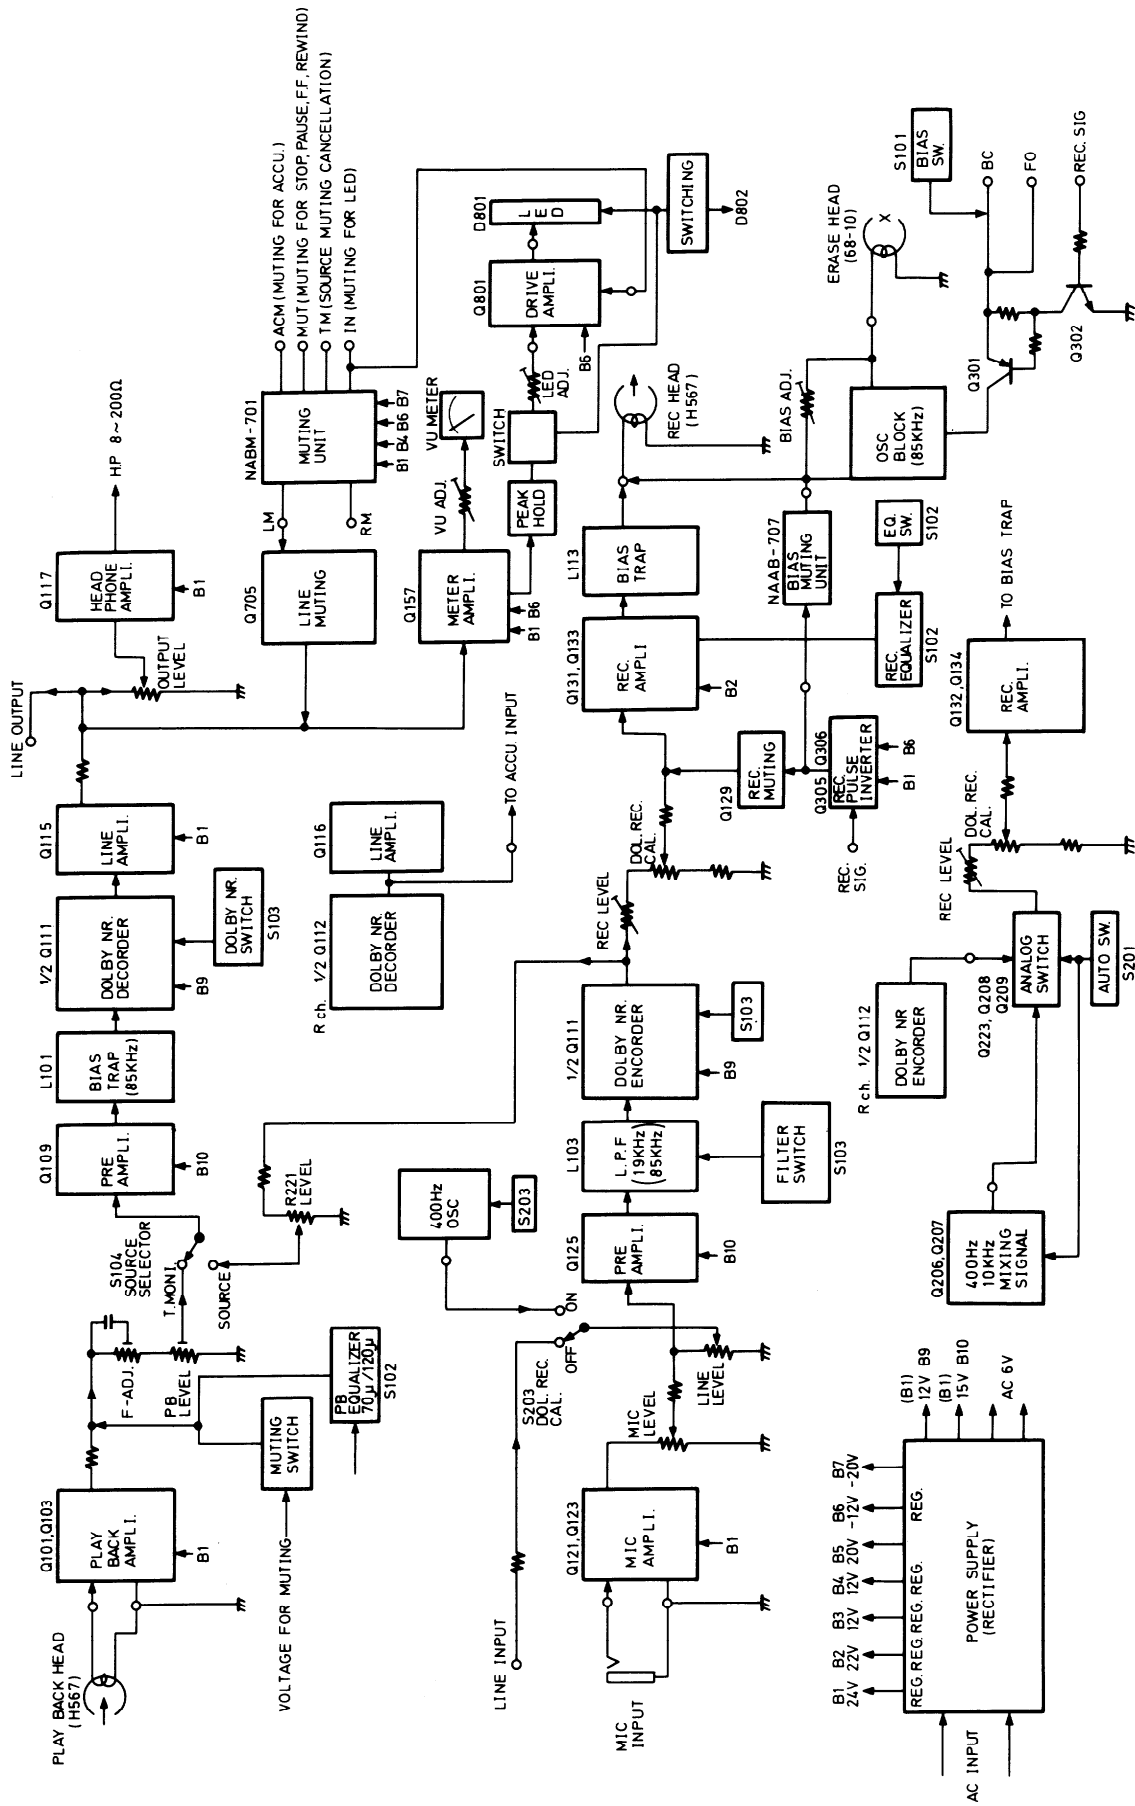 PLAY BACK HEAD
(H567)
Q101,Q103
PLAY
BACK
AMPLI.
B1
F-ADJ.
PB
LEVEL
S104
SOURCE
SELECTOR
T.MONI.
SOURCE
Q109
PRE
AMPLI.
B10
L101
BIAS
TRAP
(85KHz)
1/2 Q111
DOLBY NR.
DECORDER
B9
DOLBY NR.
SWITCH
S103
Q115
LINE
AMPLI.
B1
LINE OUTPUT
OUTPUT
LEVEL
Q117
HEAD
PHONE
AMPLI.
B1
H.P 8~200Ω
VOLTAGE FOR MUTING
MUTING
SWITCH
PB
EQUALIZER
70μ/120μ
S102
R221
LEVEL
R ch. 1/2 Q112
DOLBY NR.
DECORDER
Q116
LINE
AMPLI.
TO ACCU. INPUT
Q705
LINE
MUTING
LM
RM
NABM-701
MUTING
UNIT
B1 B4 B6 B7
ACM (MUTING FOR ACCU.)
MUT (MUTING FOR STOP, PAUSE, F.F, REWIND)
TM (SOURCE MUTING CANCELLATION)
IN (MUTING FOR LED)
Q157
METER
AMPLI.
B1 B6
VU ADJ.
VU METER
PEAK
HOLD
SWITCH
LED
ADJ.
Q801
DRIVE
AMPLI.
B6
D801
LED
SWITCHING
D802
400Hz
OSC
S203
LINE INPUT
S203
DOL. REC.
CAL.
OFF
ON
LINE
LEVEL
MIC
INPUT
Q121,Q123
MIC
AMPLI.
B1
MIC
LEVEL
Q125
PRE
AMPLI.
B10
L103
L.P.F
(19KHz)
(85KHz)
FILTER
SWITCH
S103
1/2 Q111
DOLBY NR.
ENCORDER
B9
S103
REC LEVEL
DOL. REC.
CAL.
Q131,Q133
REC.
AMPLI
B2
L113
BIAS
TRAP
REC HEAD
(H567)
Q129
REC.
MUTING
Q305 Q306
REC.
PULSE
INVERTER
B1 B6
REC.
SIG.
NAAB-707
BIAS
MUTING
UNIT
BIAS ADJ.
REC.
EQUALIZER
S102
EQ.
SW.
S102
OSC
BLOCK
(85KHz)
ERASE HEAD
(68-10)
X
S101
BIAS
SW.
BC
FO
REC. SIG
Q301
Q302
AC INPUT
POWER SUPPLY
(RECTIFIER)
B1 B2 B3 B4 B5 B6 B7
24V 22V 12V 12V 20V -12V -20V
REG. REG. REG. REG. REG.
(B1)
12V B9
(B1)
15V B10
AC 6V
Q206,Q207
400Hz
10KHz
MIXING
SIGNAL
R ch. 1/2 Q112
DOLBY NR
ENCORDER
Q223, Q208
Q209
ANALOG
SWITCH
AUTO SW.
S201
REC LEVEL
DOL. REC.
CAL.
Q132,Q134
REC.
AMPLI.
TO BIAS TRAP